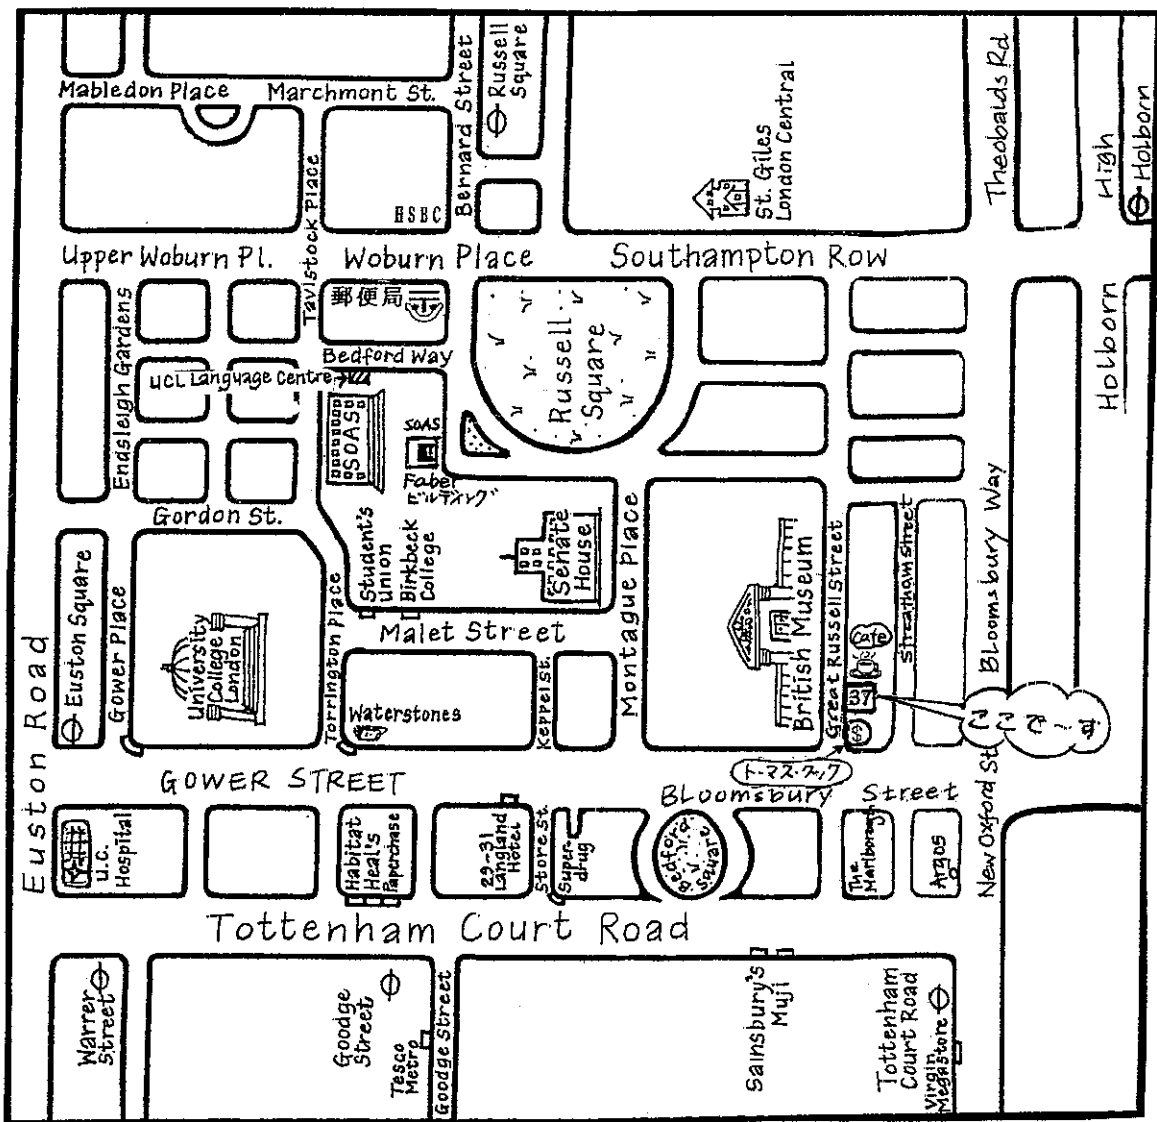 Mabledon Place
Marchmont St.
Bernard Street
Russell
Square
St. Giles
London Central
Theobalds Rd
High
Holborn
Holborn
Tavistock Place
HSBC
Upper Woburn Pl.
Woburn Place
Southampton Row
Endsleigh Gardens
郵便局
Bedford Way
UCL Language Centre
Russell
Square
SOAS
SOAS
Faber
ビルディング
Gordon St.
Student's
Union
Birkbeck
College
Senate
House
Montague Place
British Museum
Great Russell Street
Streatham Street
Bloomsbury Way
Euston Road
Euston Square
Gower Place
University
College
London
Torrington Place
Malet Street
Waterstones
Keppel St.
Cafe
37
ここで〜す
トーマス・クック
GOWER STREET
Bloomsbury Street
New Oxford St
U.C.
Hospital
Habitat
Heal's
Paperchase
29-31
Langland
Hotel
Store St.
Super-
drug
Bedford
Square
The
Marlborough
Argos
Tottenham Court Road
Warren
Street
Goodge
Street
Tesco
Metro
Goodge Street
Sainsbury's
Muji
Tottenham
Court Road
Virgin
Megastore